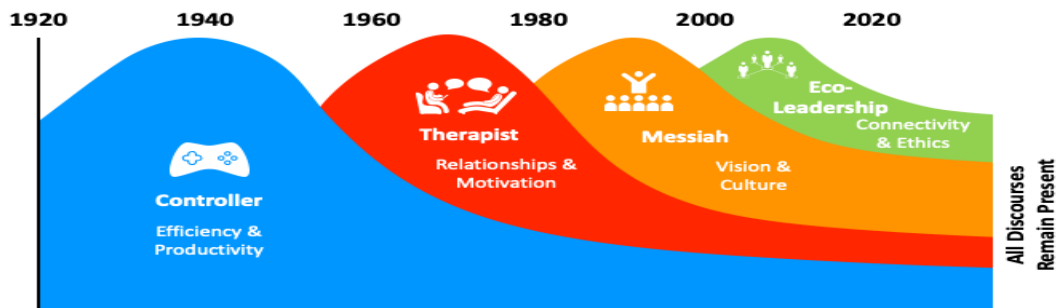 1920 1940 1960 1980 2000 2020
Controller
Efficiency &
Productivity
Therapist
Relationships &
Motivation
Messiah
Vision &
Culture
Eco-
Leadership
Connectivity
& Ethics
All Discourses
Remain Present